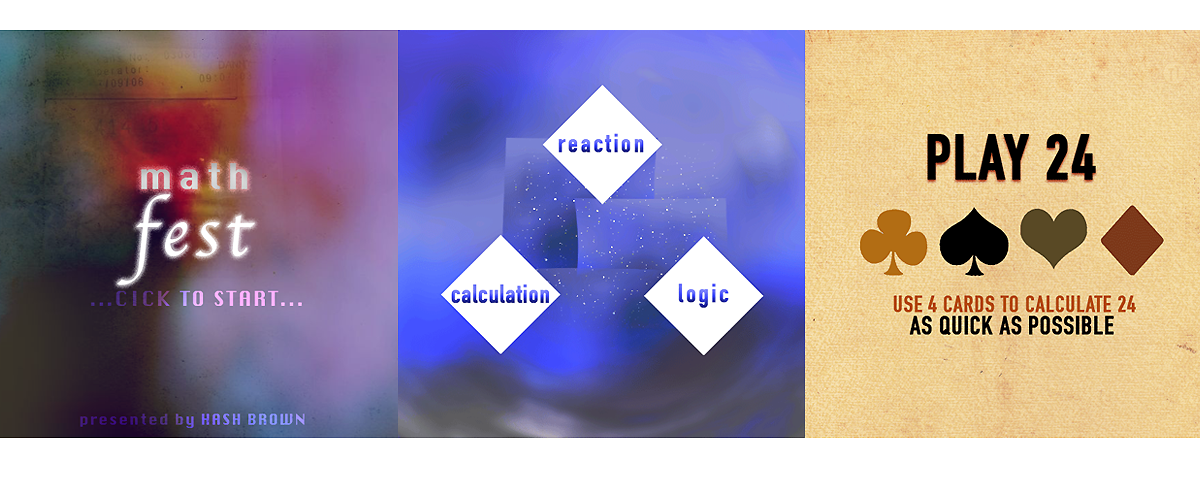 math
fest
...CICK TO START...
presented by HASH BROWN
reaction
calculation
logic
PLAY 24
USE 4 CARDS TO CALCULATE 24
AS QUICK AS POSSIBLE